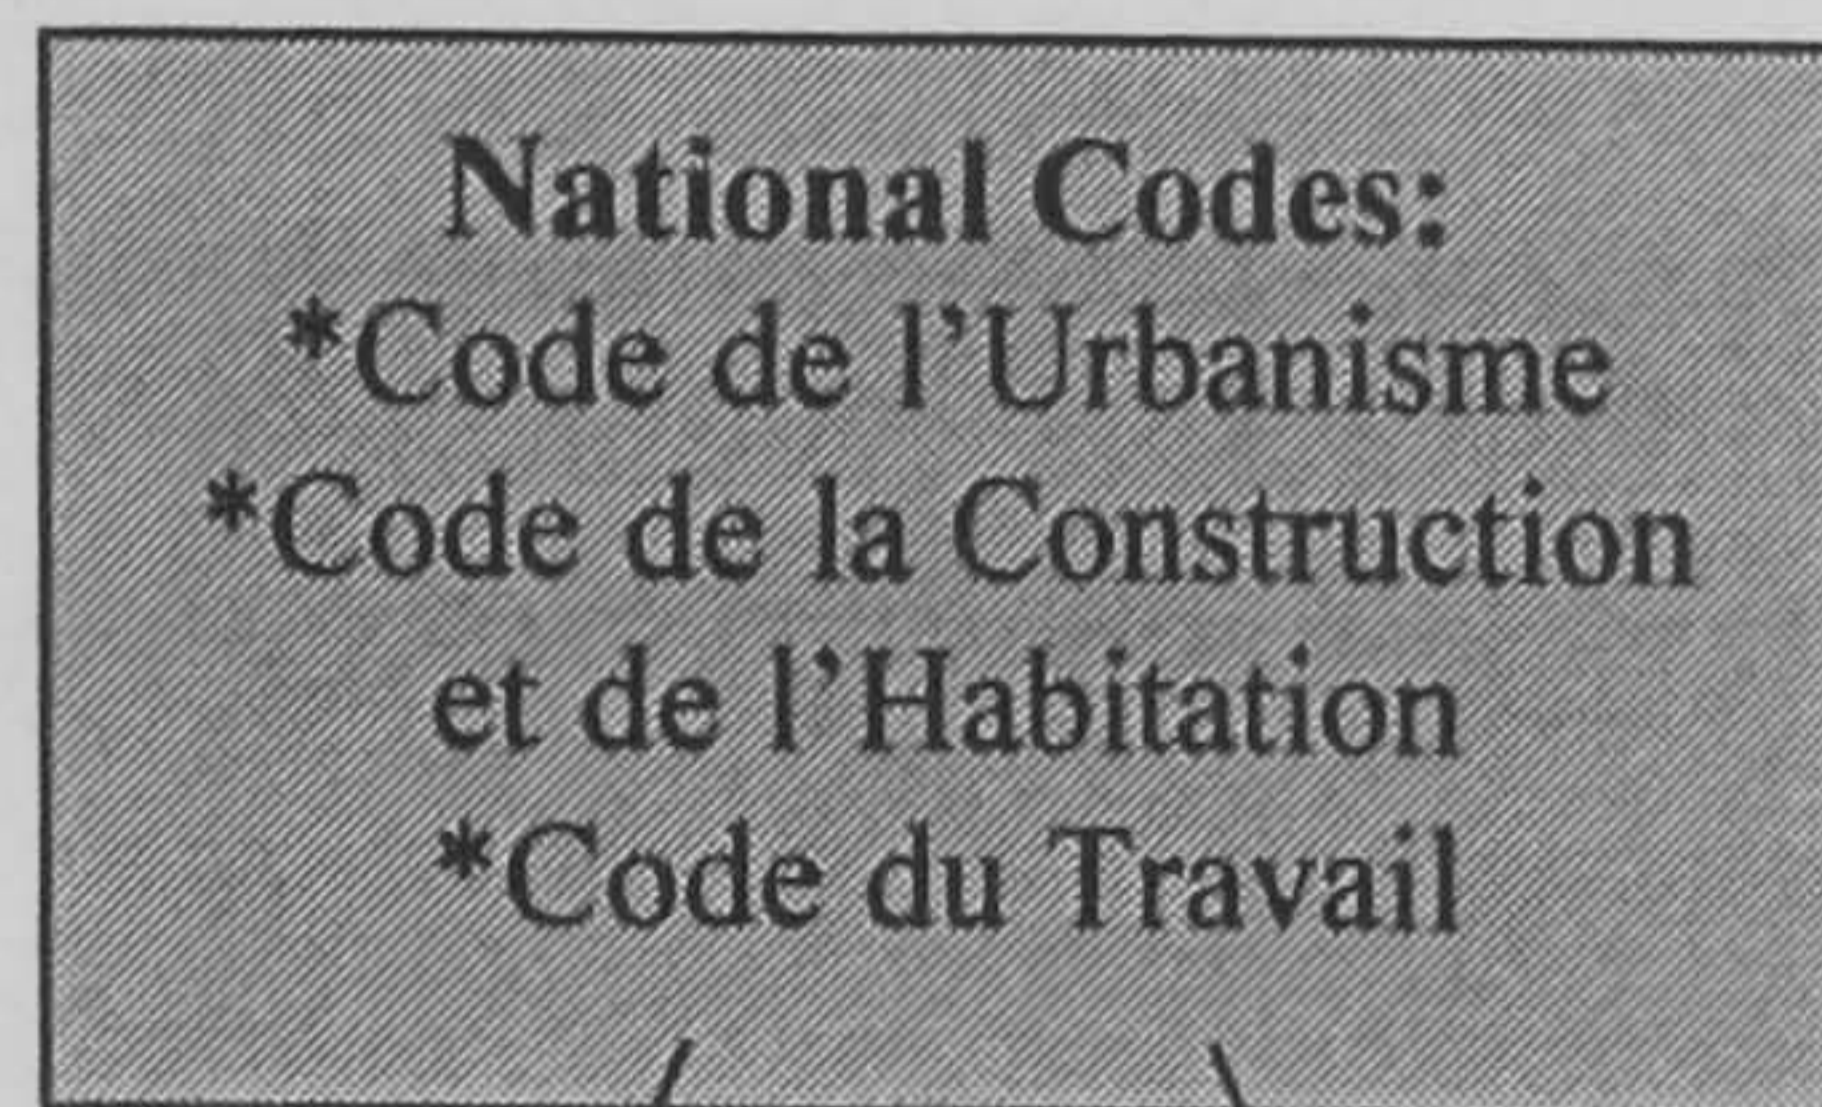 National Codes:
*Code de l’Urbanisme
*Code de la Construction
et de l’Habitation
*Code du Travail